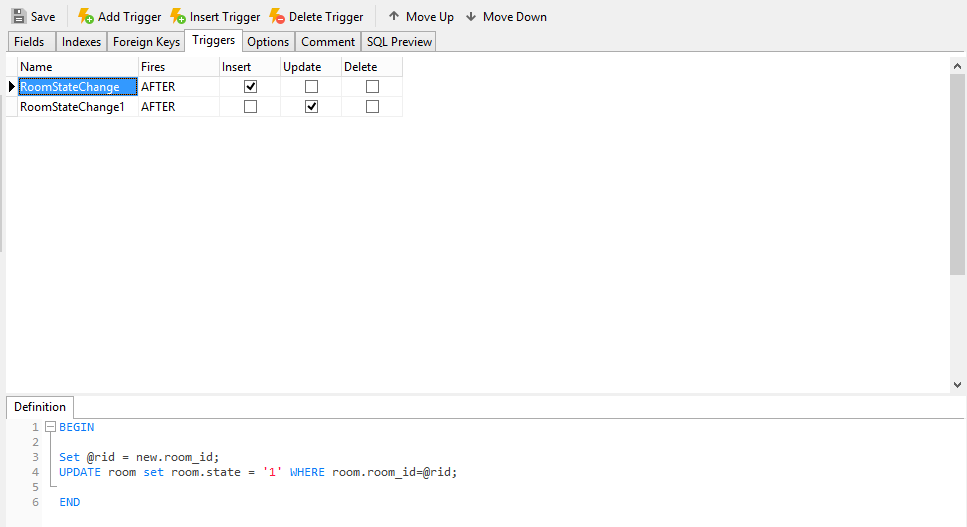 Save Add Trigger Insert Trigger Delete Trigger Move Up Move Down
Fields Indexes Foreign Keys Triggers Options Comment SQL Preview
Name Fires Insert Update Delete
RoomStateChange AFTER
RoomStateChange1 AFTER
Definition
1 BEGIN
2
3 Set @rid = new.room_id;
4 UPDATE room set room.state = '1' WHERE room.room_id=@rid;
5
6 END